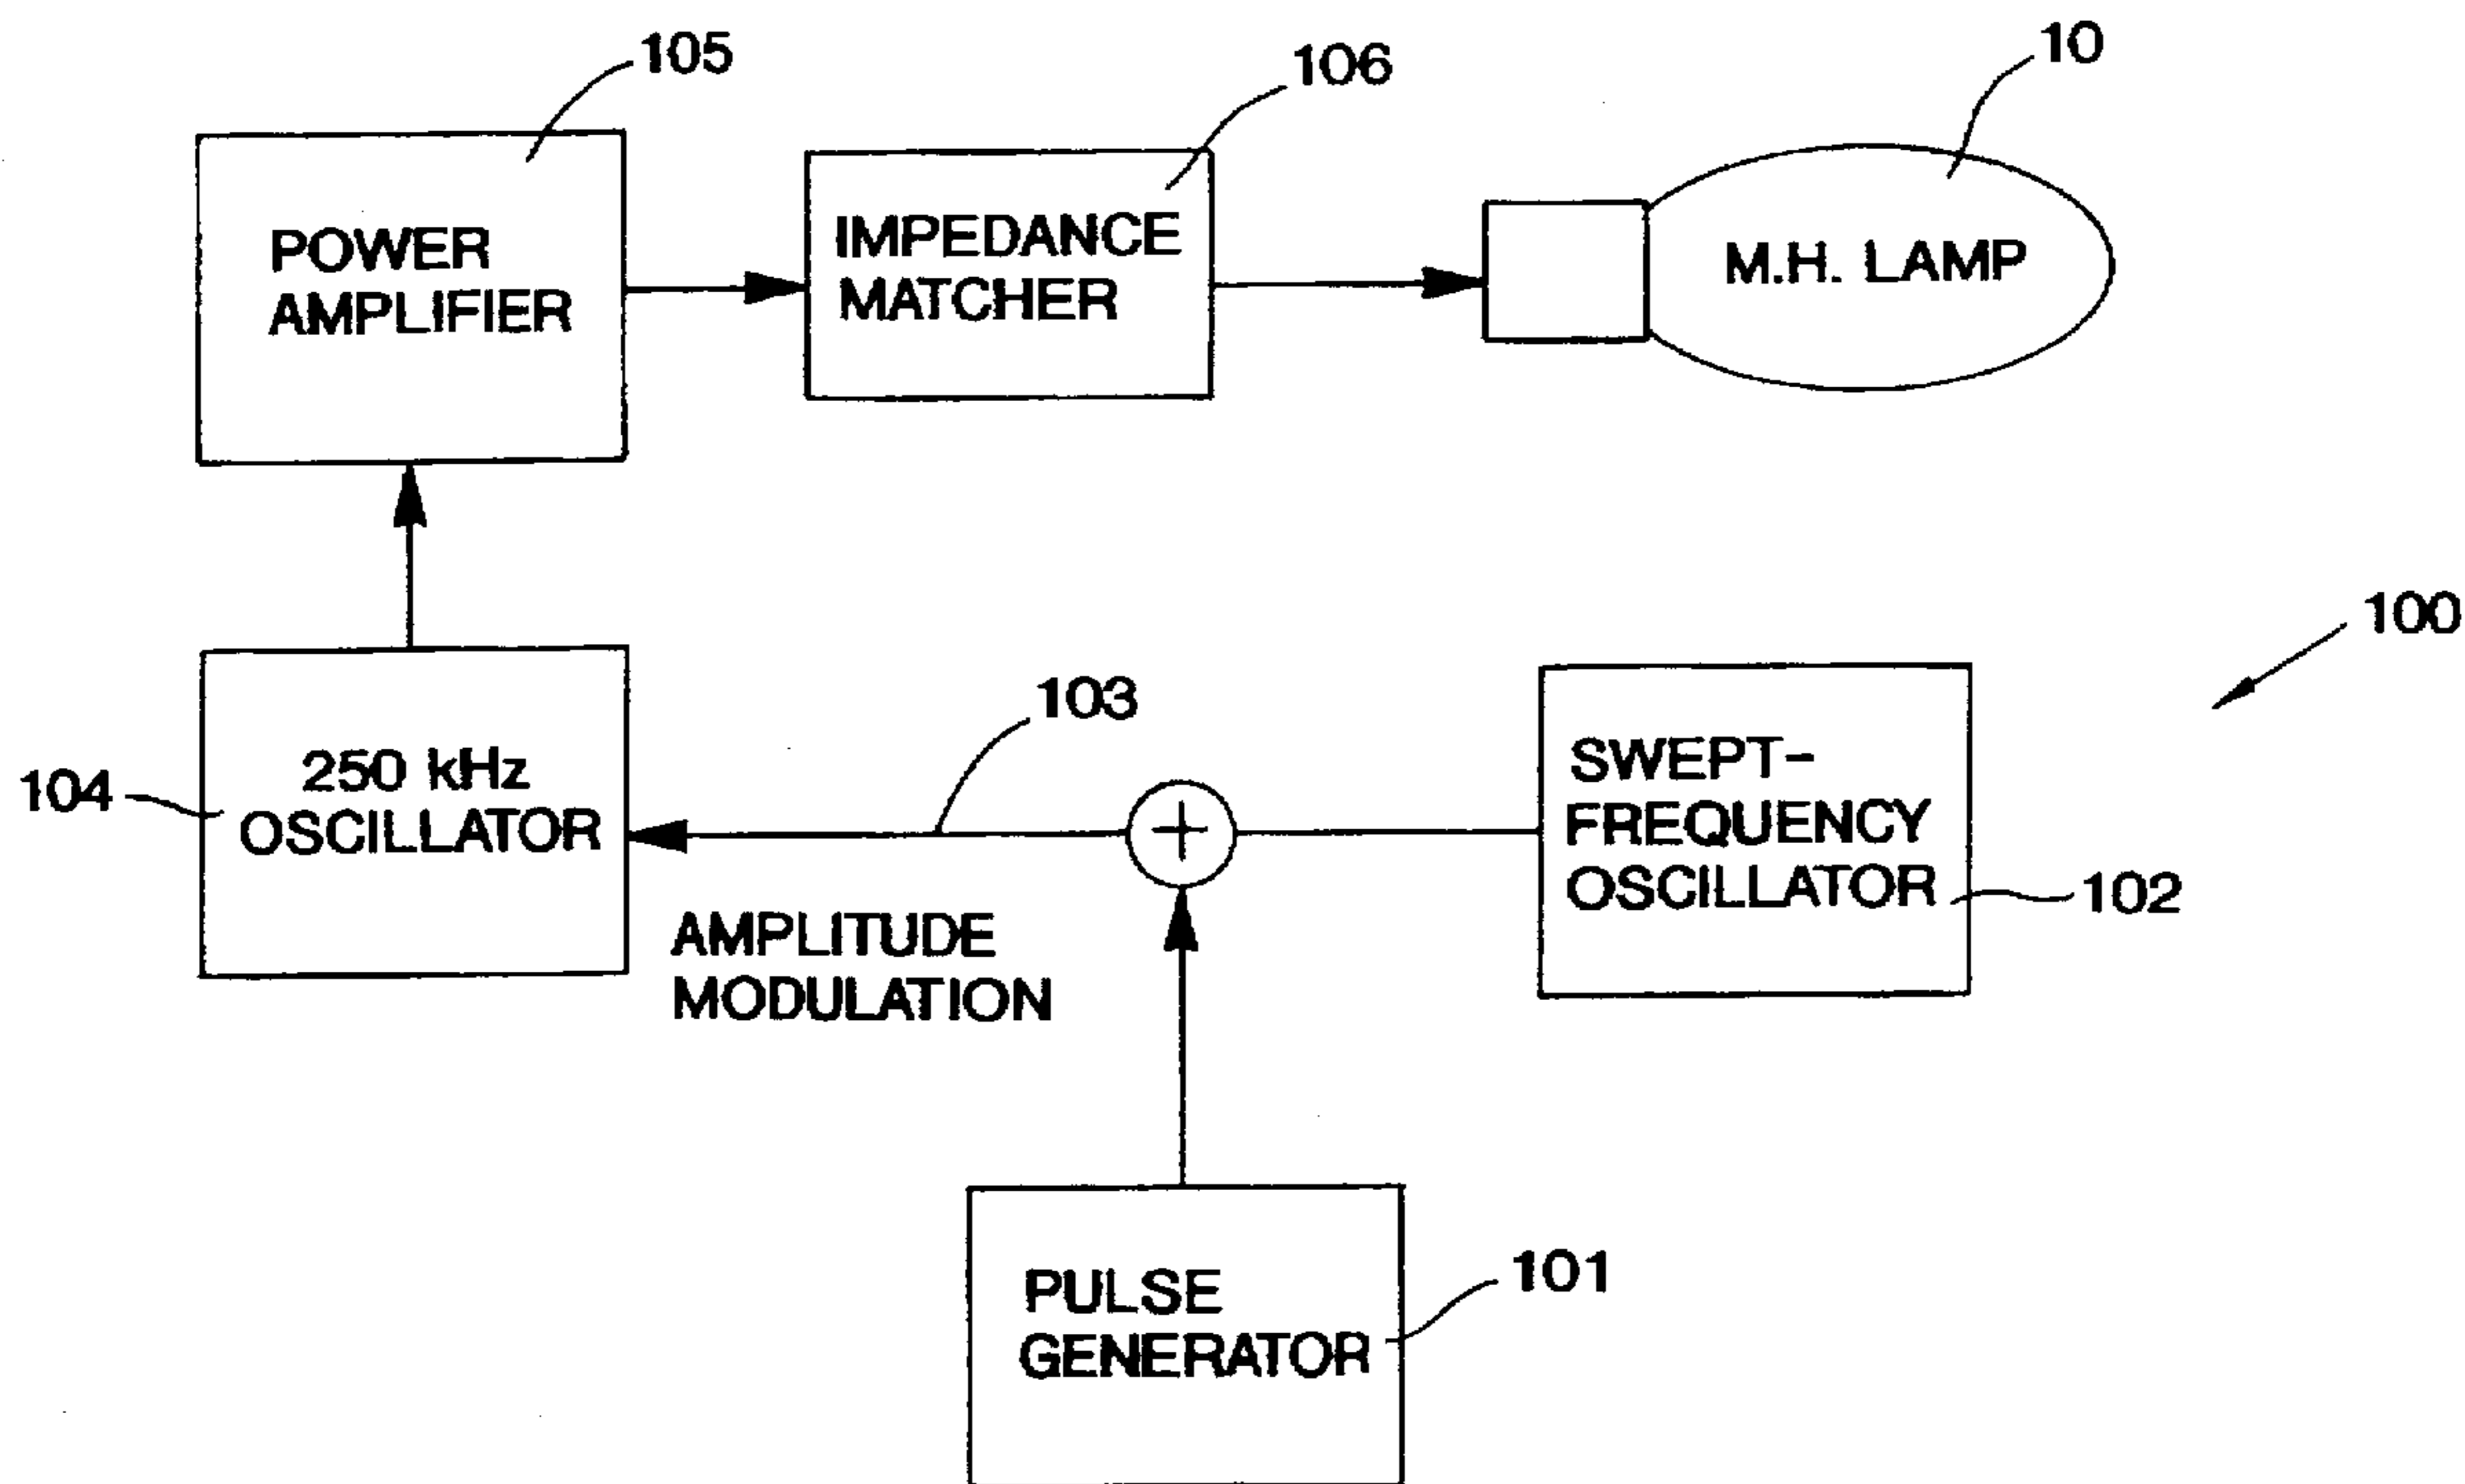 105
106
10
POWER
AMPLIFIER
IMPEDANCE
MATCHER
M.H. LAMP
100
103
104
250 kHz
OSCILLATOR
SWEPT-
FREQUENCY
OSCILLATOR
102
AMPLITUDE
MODULATION
PULSE
GENERATOR
101